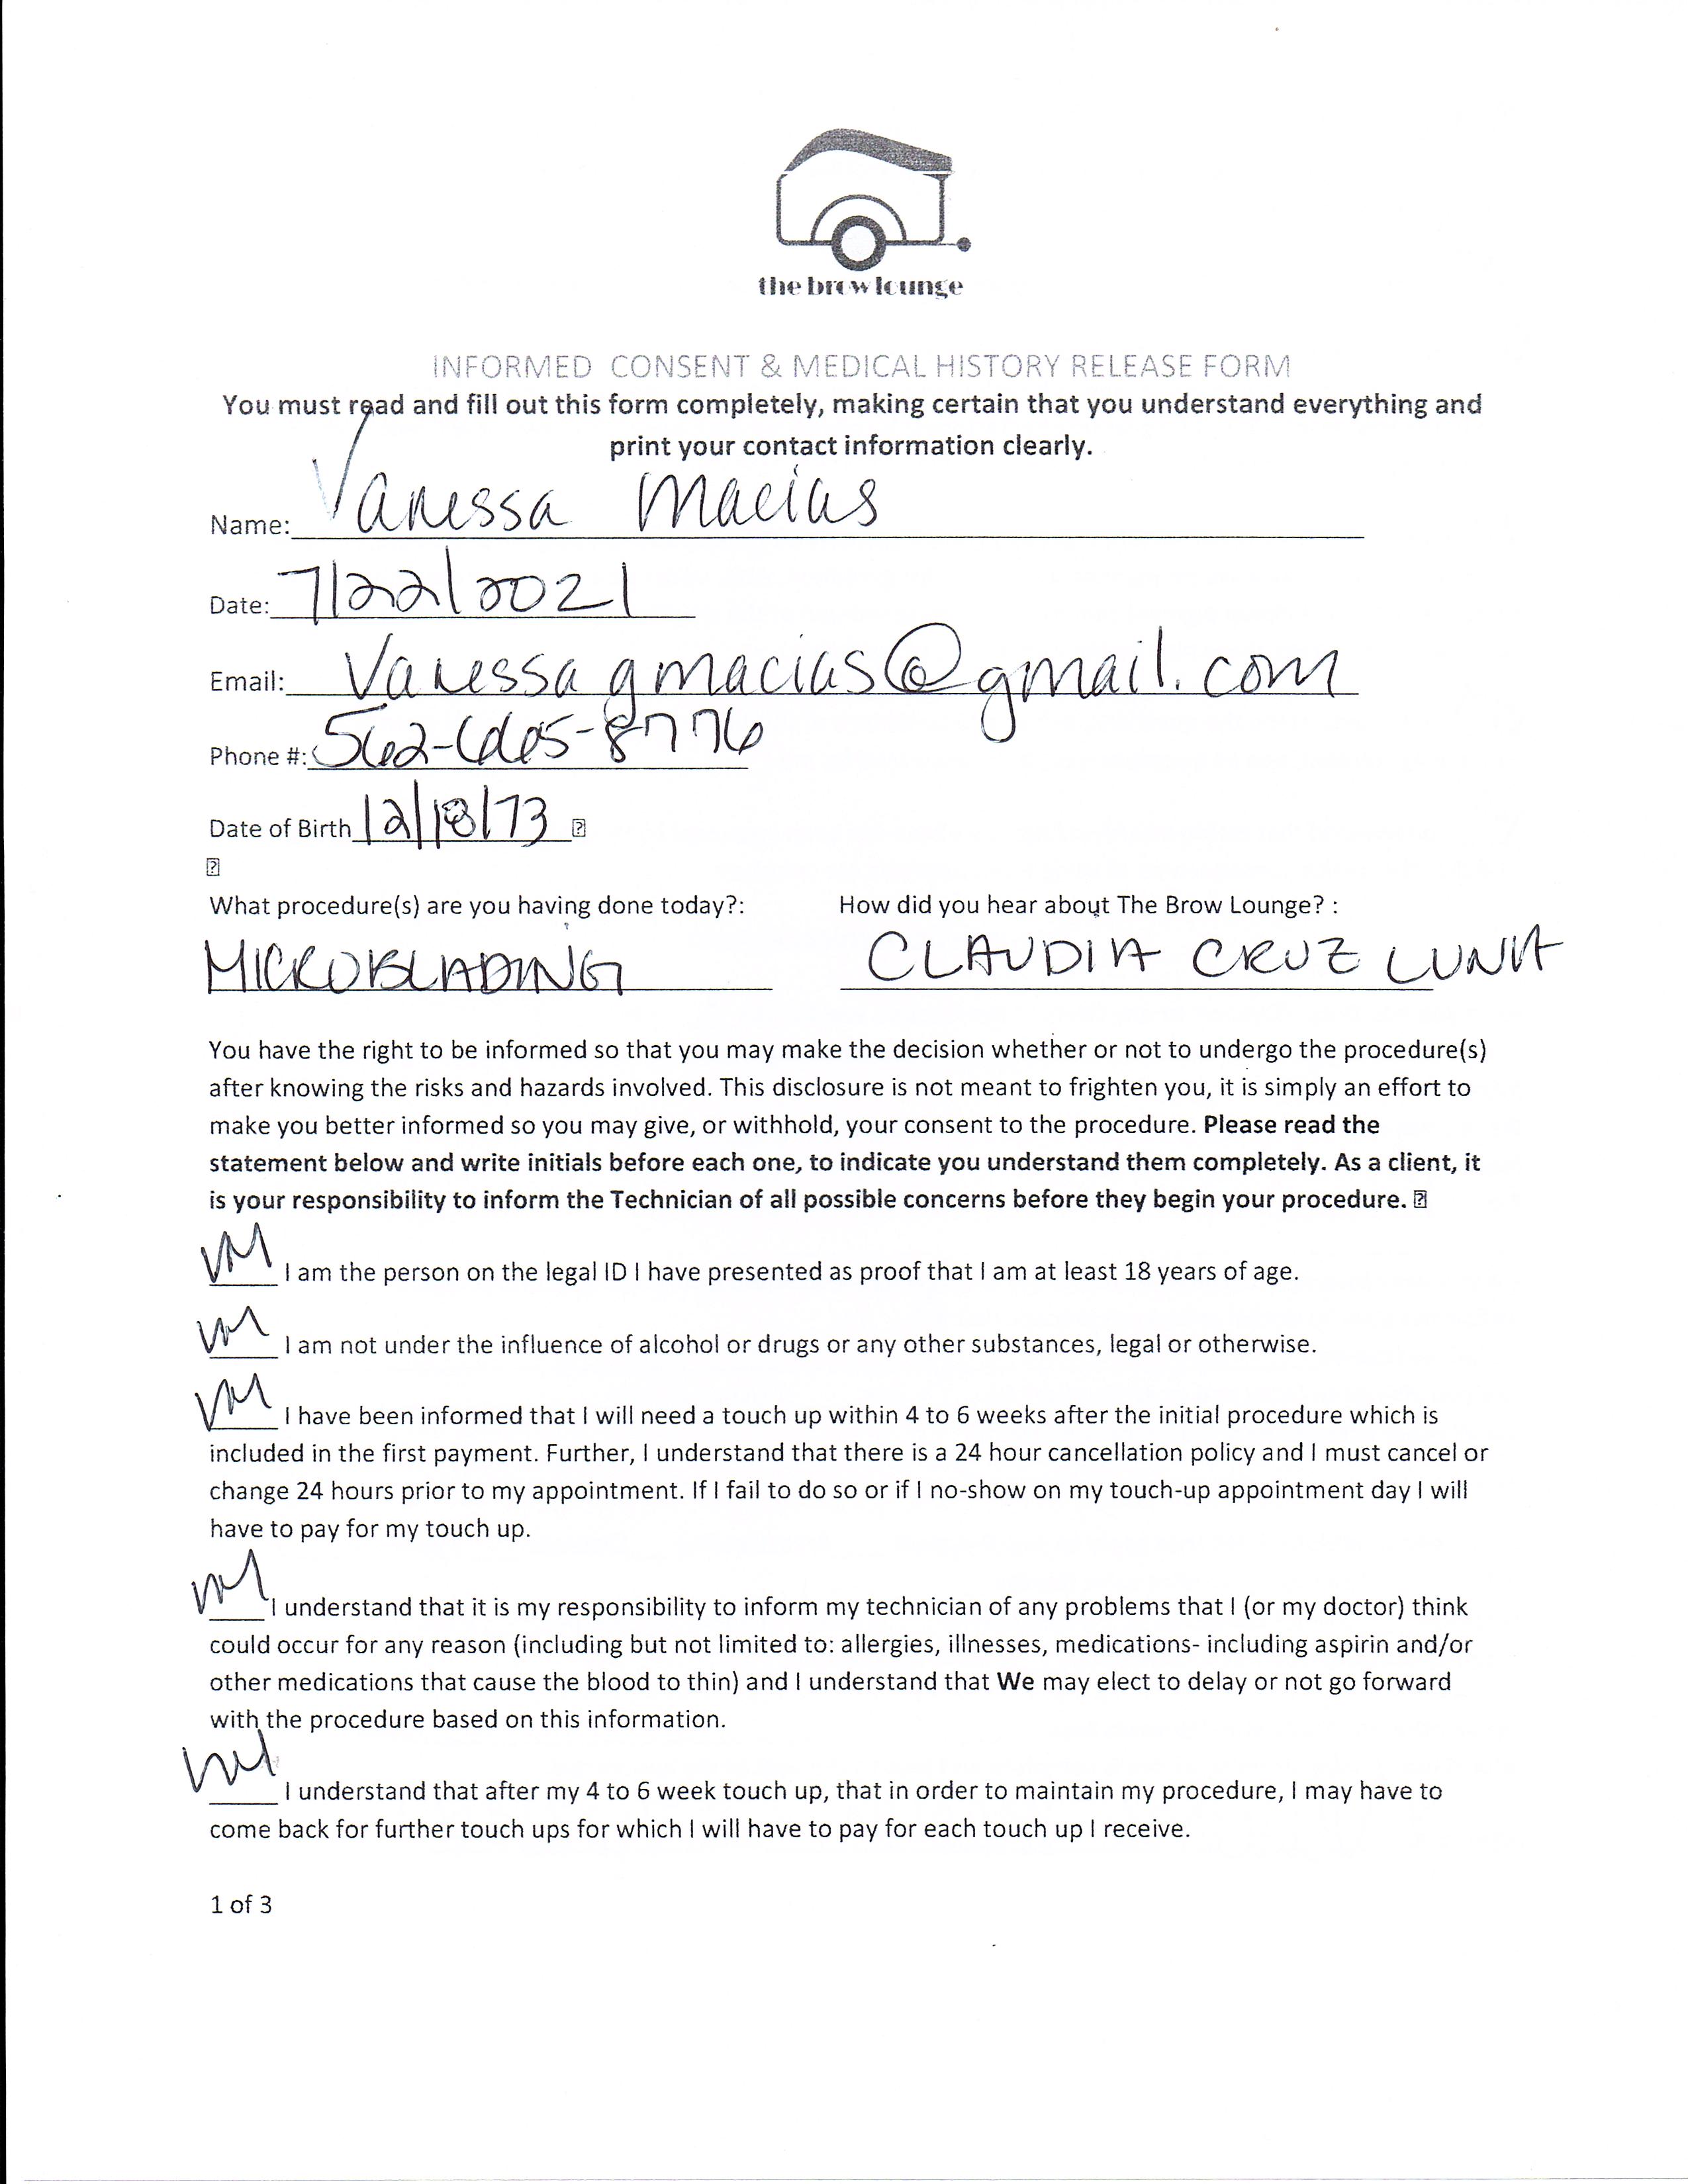 the brow lounge
INFORMED CONSENT & MEDICAL HISTORY RELEASE FORM
You must read and fill out this form completely, making certain that you understand everything and
print your contact information clearly.
Name: Vanessa Macias
Date: 7/22/2021
Email: Vanessagmacias@gmail.com
Phone #: 562-665-8776
Date of Birth 12/18/73
What procedure(s) are you having done today?: How did you hear about The Brow Lounge? :
MICROBLADING CLAUDIA CRUZ LUNA
You have the right to be informed so that you may make the decision whether or not to undergo the procedure(s)
after knowing the risks and hazards involved. This disclosure is not meant to frighten you, it is simply an effort to
make you better informed so you may give, or withhold, your consent to the procedure. Please read the
statement below and write initials before each one, to indicate you understand them completely. As a client, it
is your responsibility to inform the Technician of all possible concerns before they begin your procedure.
VM I am the person on the legal ID I have presented as proof that I am at least 18 years of age.
VM I am not under the influence of alcohol or drugs or any other substances, legal or otherwise.
VM I have been informed that I will need a touch up within 4 to 6 weeks after the initial procedure which is
included in the first payment. Further, I understand that there is a 24 hour cancellation policy and I must cancel or
change 24 hours prior to my appointment. If I fail to do so or if I no-show on my touch-up appointment day I will
have to pay for my touch up.
VM I understand that it is my responsibility to inform my technician of any problems that I (or my doctor) think
could occur for any reason (including but not limited to: allergies, illnesses, medications- including aspirin and/or
other medications that cause the blood to thin) and I understand that We may elect to delay or not go forward
with the procedure based on this information.
VM I understand that after my 4 to 6 week touch up, that in order to maintain my procedure, I may have to
come back for further touch ups for which I will have to pay for each touch up I receive.
1 of 3